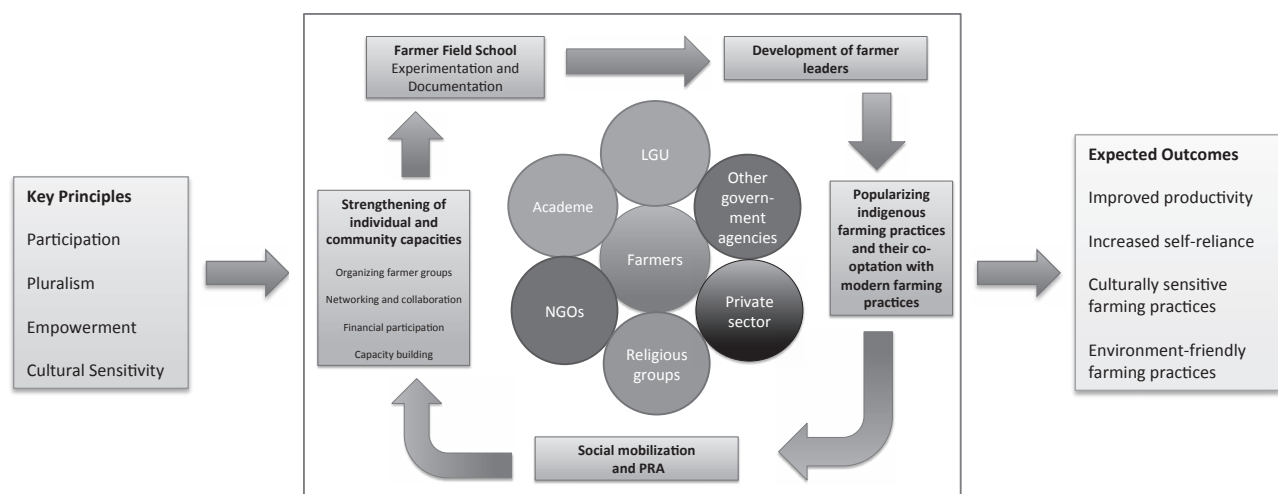 Key Principles
Participation
Pluralism
Empowerment
Cultural Sensitivity
Farmer Field School
Experimentation and
Documentation
Development of farmer
leaders
Strengthening of
individual and
community capacities
Organizing farmer groups
Networking and collaboration
Financial participation
Capacity building
LGU
Academe
Other
govern-
ment
agencies
Farmers
NGOs
Private
sector
Religious
groups
Popularizing
indigenous
farming practices
and their co-
optation with
modern farming
practices
Social mobilization
and PRA
Expected Outcomes
Improved productivity
Increased self-reliance
Culturally sensitive
farming practices
Environment-friendly
farming practices